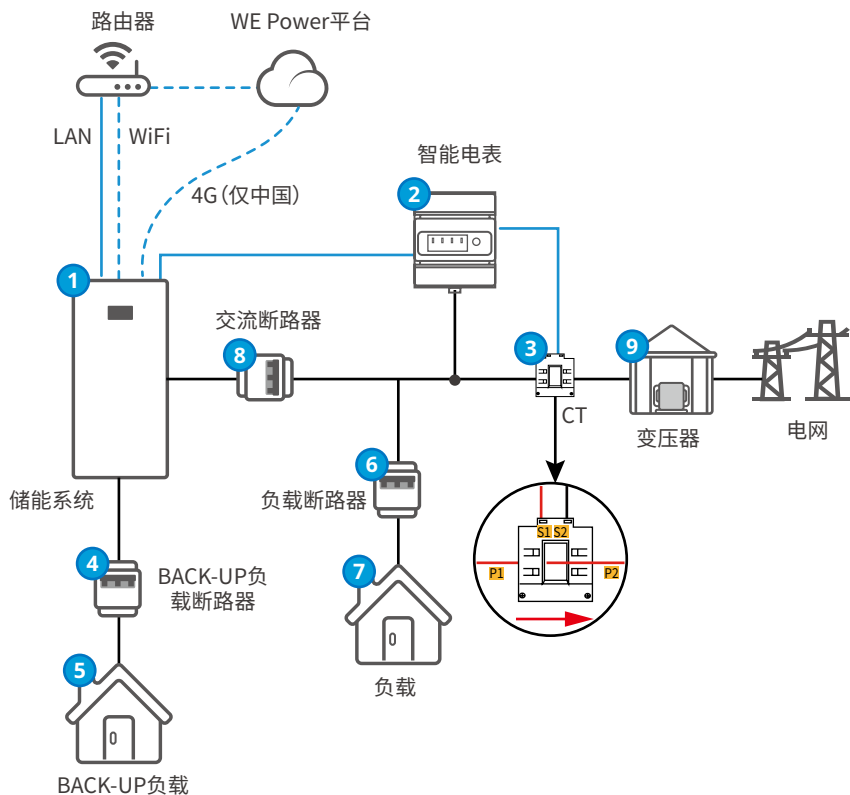 路由器
WE Power平台
LAN
WiFi
4G（仅中国）
智能电表
2
1
交流断路器
8
3
9
CT
变压器
电网
储能系统
6
负载断路器
S1 S2
P1
P2
4
BACK-UP负
载断路器
7
5
负载
BACK-UP负载